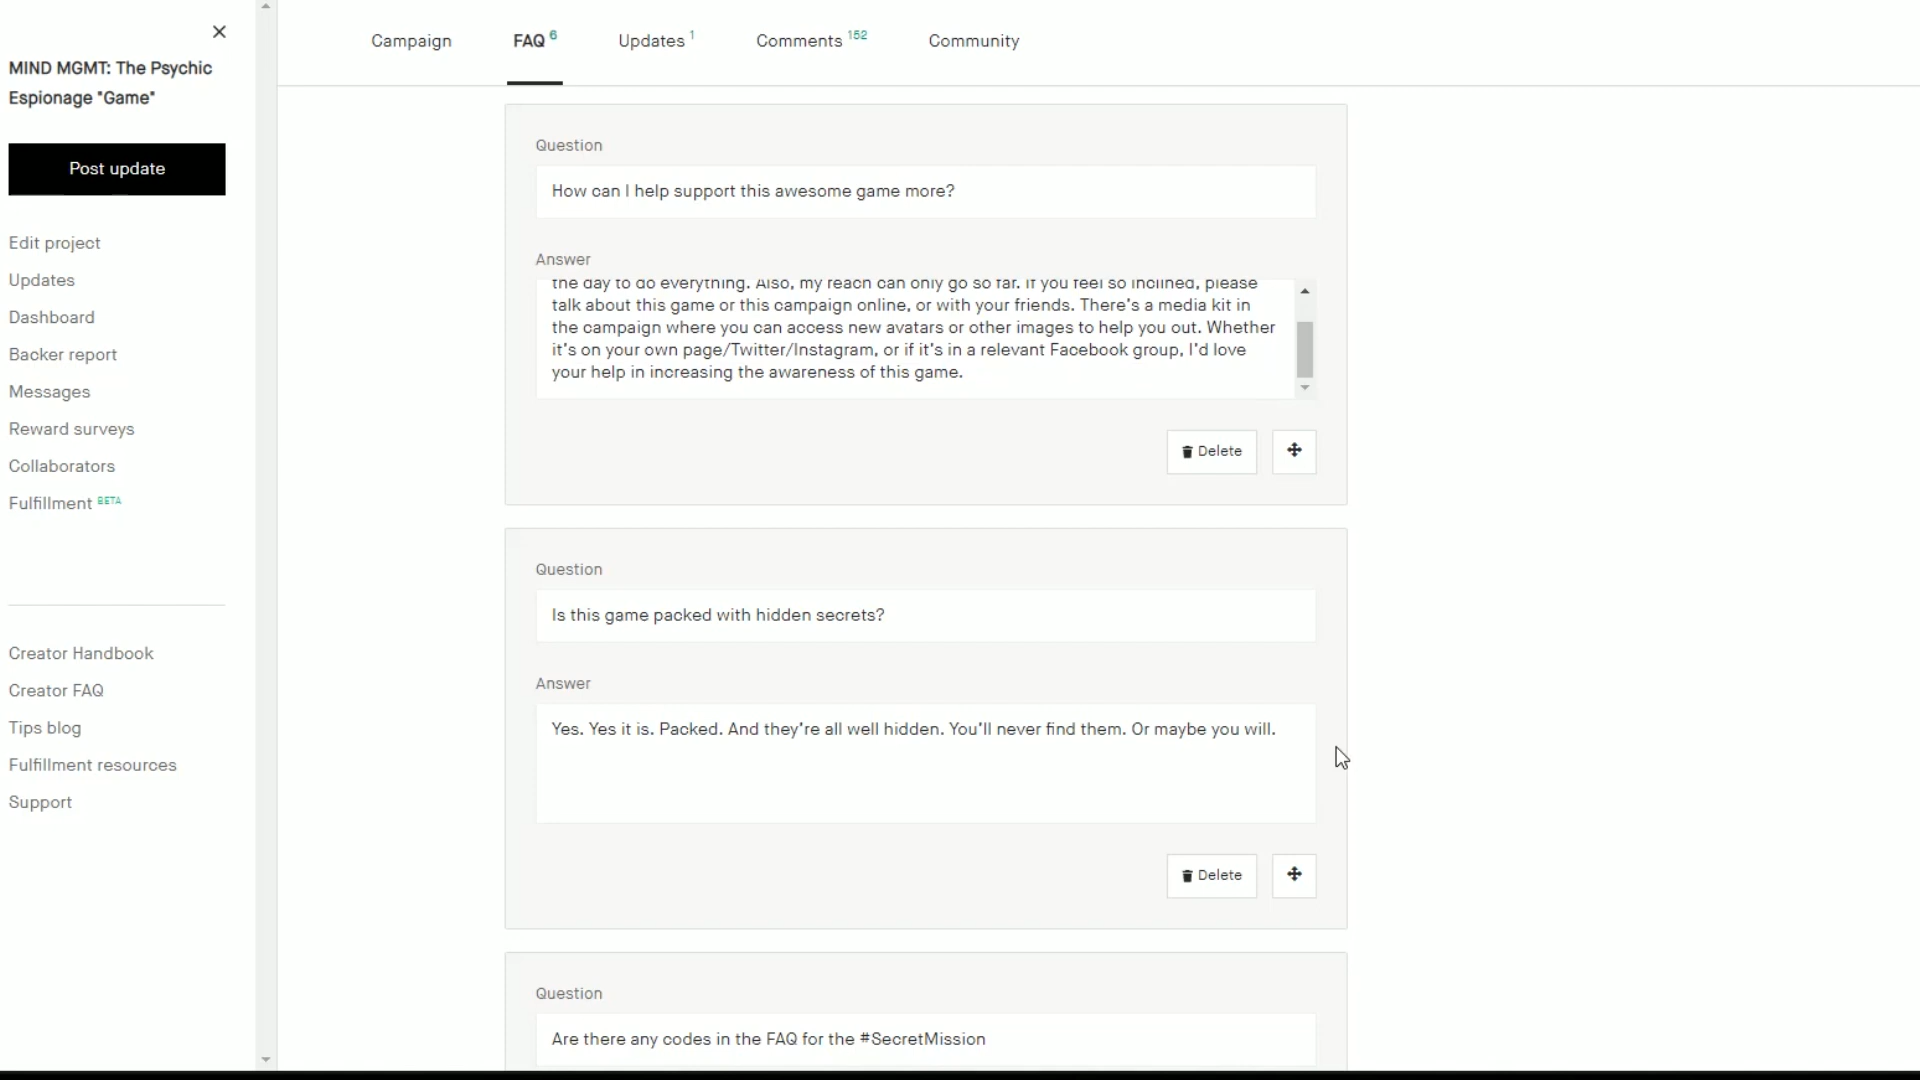 MIND MGMT: The Psychic
Espionage "Game"
Post update
Edit project
Updates
Dashboard
Backer report
Messages
Reward surveys
Collaborators
Fulfillment BETA
Creator Handbook
Creator FAQ
Tips blog
Fulfillment resources
Support
Campaign FAQ 6 Updates 1 Comments 152 Community
Question
How can I help support this awesome game more?
Answer
the day to do everything. Also, my reach can only go so far. If you feel so inclined, please
talk about this game or this campaign online, or with your friends. There's a media kit in
the campaign where you can access new avatars or other images to help you out. Whether
it's on your own page/Twitter/Instagram, or if it's in a relevant Facebook group, I'd love
your help in increasing the awareness of this game.
Delete
Question
Is this game packed with hidden secrets?
Answer
Yes. Yes it is. Packed. And they're all well hidden. You'll never find them. Or maybe you will.
Delete
Question
Are there any codes in the FAQ for the #SecretMission